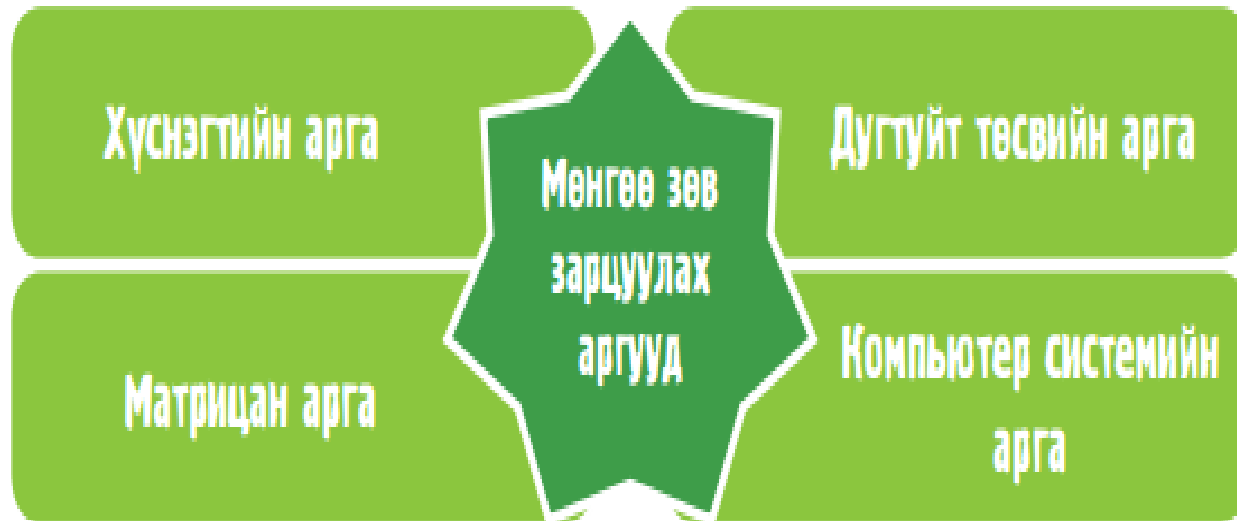 Хүснэгтийн арга
Дугтуйт төсвийн арга
Мөнгөө зөв
зарцуулах
аргууд
Матрицан арга
Компьютер системийн
арга